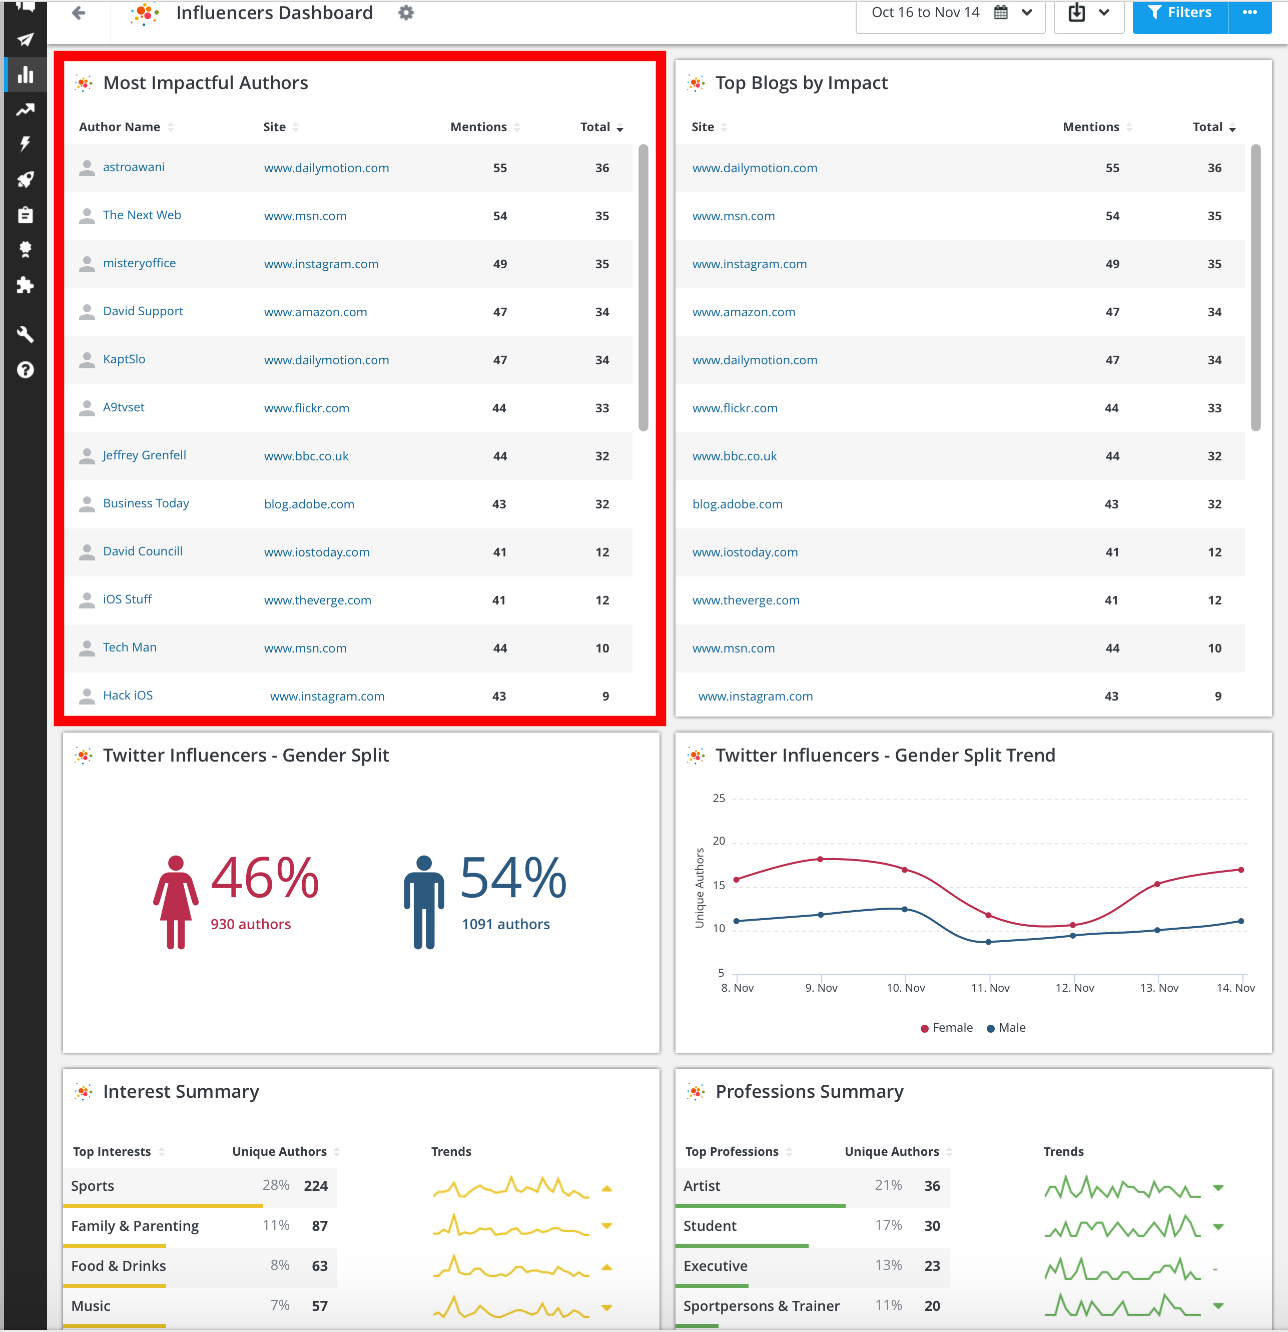 Influencers Dashboard
Oct 16 to Nov 14
Filters
Most Impactful Authors
Author Name Site Mentions Total
astroawani www.dailymotion.com 55 36
The Next Web www.msn.com 54 35
misteryoffice www.instagram.com 49 35
David Support www.amazon.com 47 34
KaptSlo www.dailymotion.com 47 34
A9tvset www.flickr.com 44 33
Jeffrey Grenfell www.bbc.co.uk 44 32
Business Today blog.adobe.com 43 32
David Councill www.iostoday.com 41 12
iOS Stuff www.theverge.com 41 12
Tech Man www.msn.com 44 10
Hack iOS www.instagram.com 43 9
Top Blogs by Impact
Site Mentions Total
www.dailymotion.com 55 36
www.msn.com 54 35
www.instagram.com 49 35
www.amazon.com 47 34
www.dailymotion.com 47 34
www.flickr.com 44 33
www.bbc.co.uk 44 32
blog.adobe.com 43 32
www.iostoday.com 41 12
www.theverge.com 41 12
www.msn.com 44 10
www.instagram.com 43 9
Twitter Influencers - Gender Split
46%
930 authors
54%
1091 authors
Twitter Influencers - Gender Split Trend
Unique Authors
25
20
15
10
5
8. Nov 9. Nov 10. Nov 11. Nov 12. Nov 13. Nov 14. Nov
Female Male
Interest Summary
Top Interests Unique Authors Trends
Sports 28% 224
Family & Parenting 11% 87
Food & Drinks 8% 63
Music 7% 57
Professions Summary
Top Professions Unique Authors Trends
Artist 21% 36
Student 17% 30
Executive 13% 23
Sportpersons & Trainer 11% 20